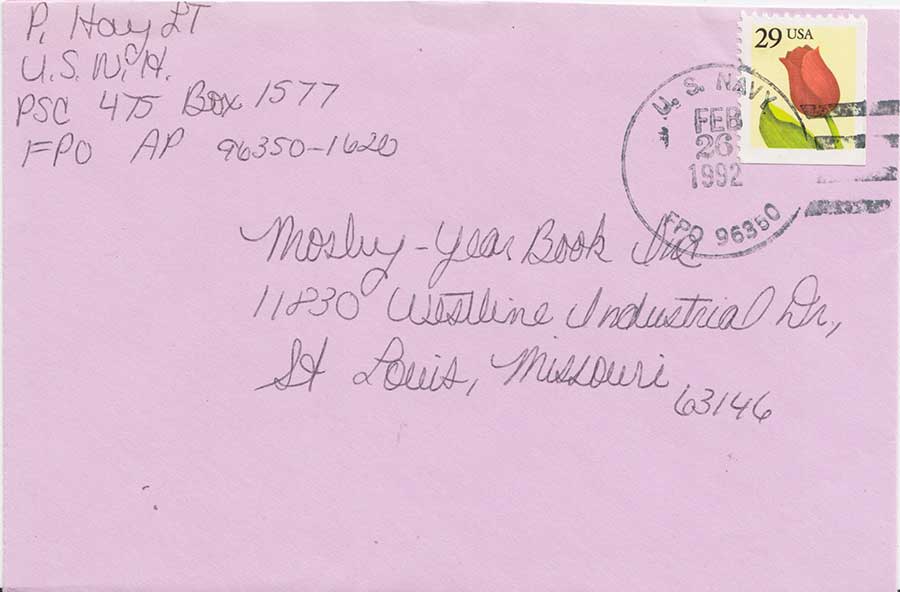 P. Hay LT
U.S. N.H.
PSC 475 Box 1577
FPO AP 96350-1620
29 USA
U.S. NAVY
FEB
26
1992
FPO 96350
Mosby-Year Book Inc
11830 Westline Industrial Dr,
St Louis, Missouri
63146